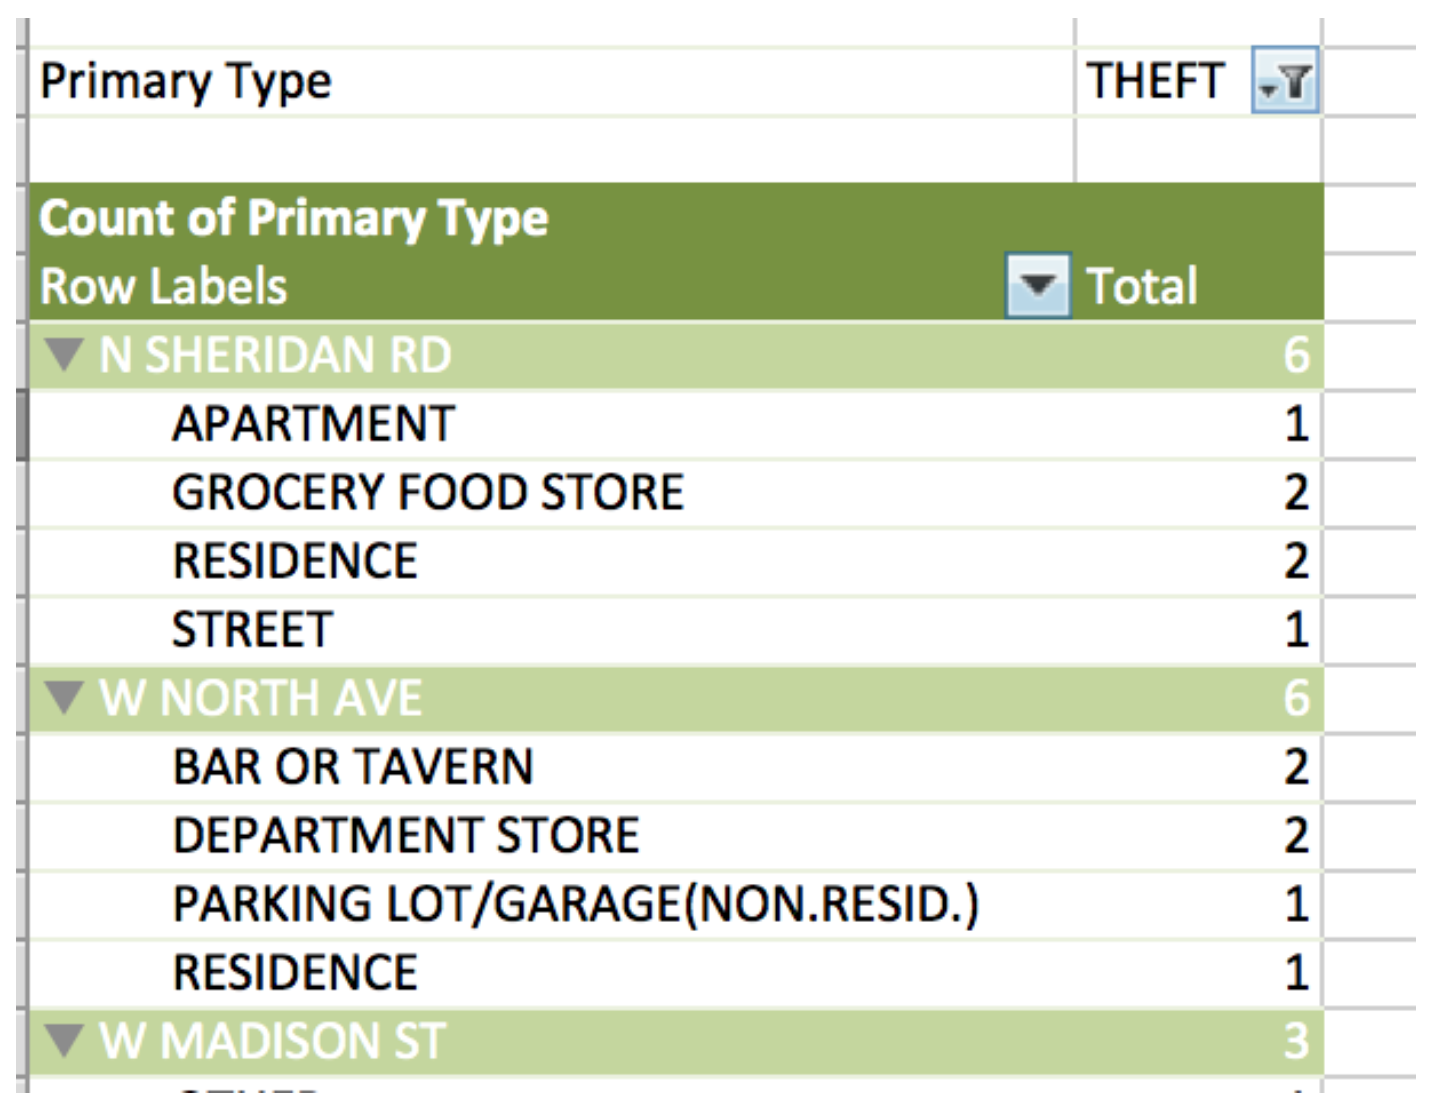 Primary Type THEFT
Count of Primary Type
Row Labels Total
N SHERIDAN RD 6
APARTMENT 1
GROCERY FOOD STORE 2
RESIDENCE 2
STREET 1
W NORTH AVE 6
BAR OR TAVERN 2
DEPARTMENT STORE 2
PARKING LOT/GARAGE(NON.RESID.) 1
RESIDENCE 1
W MADISON ST 3